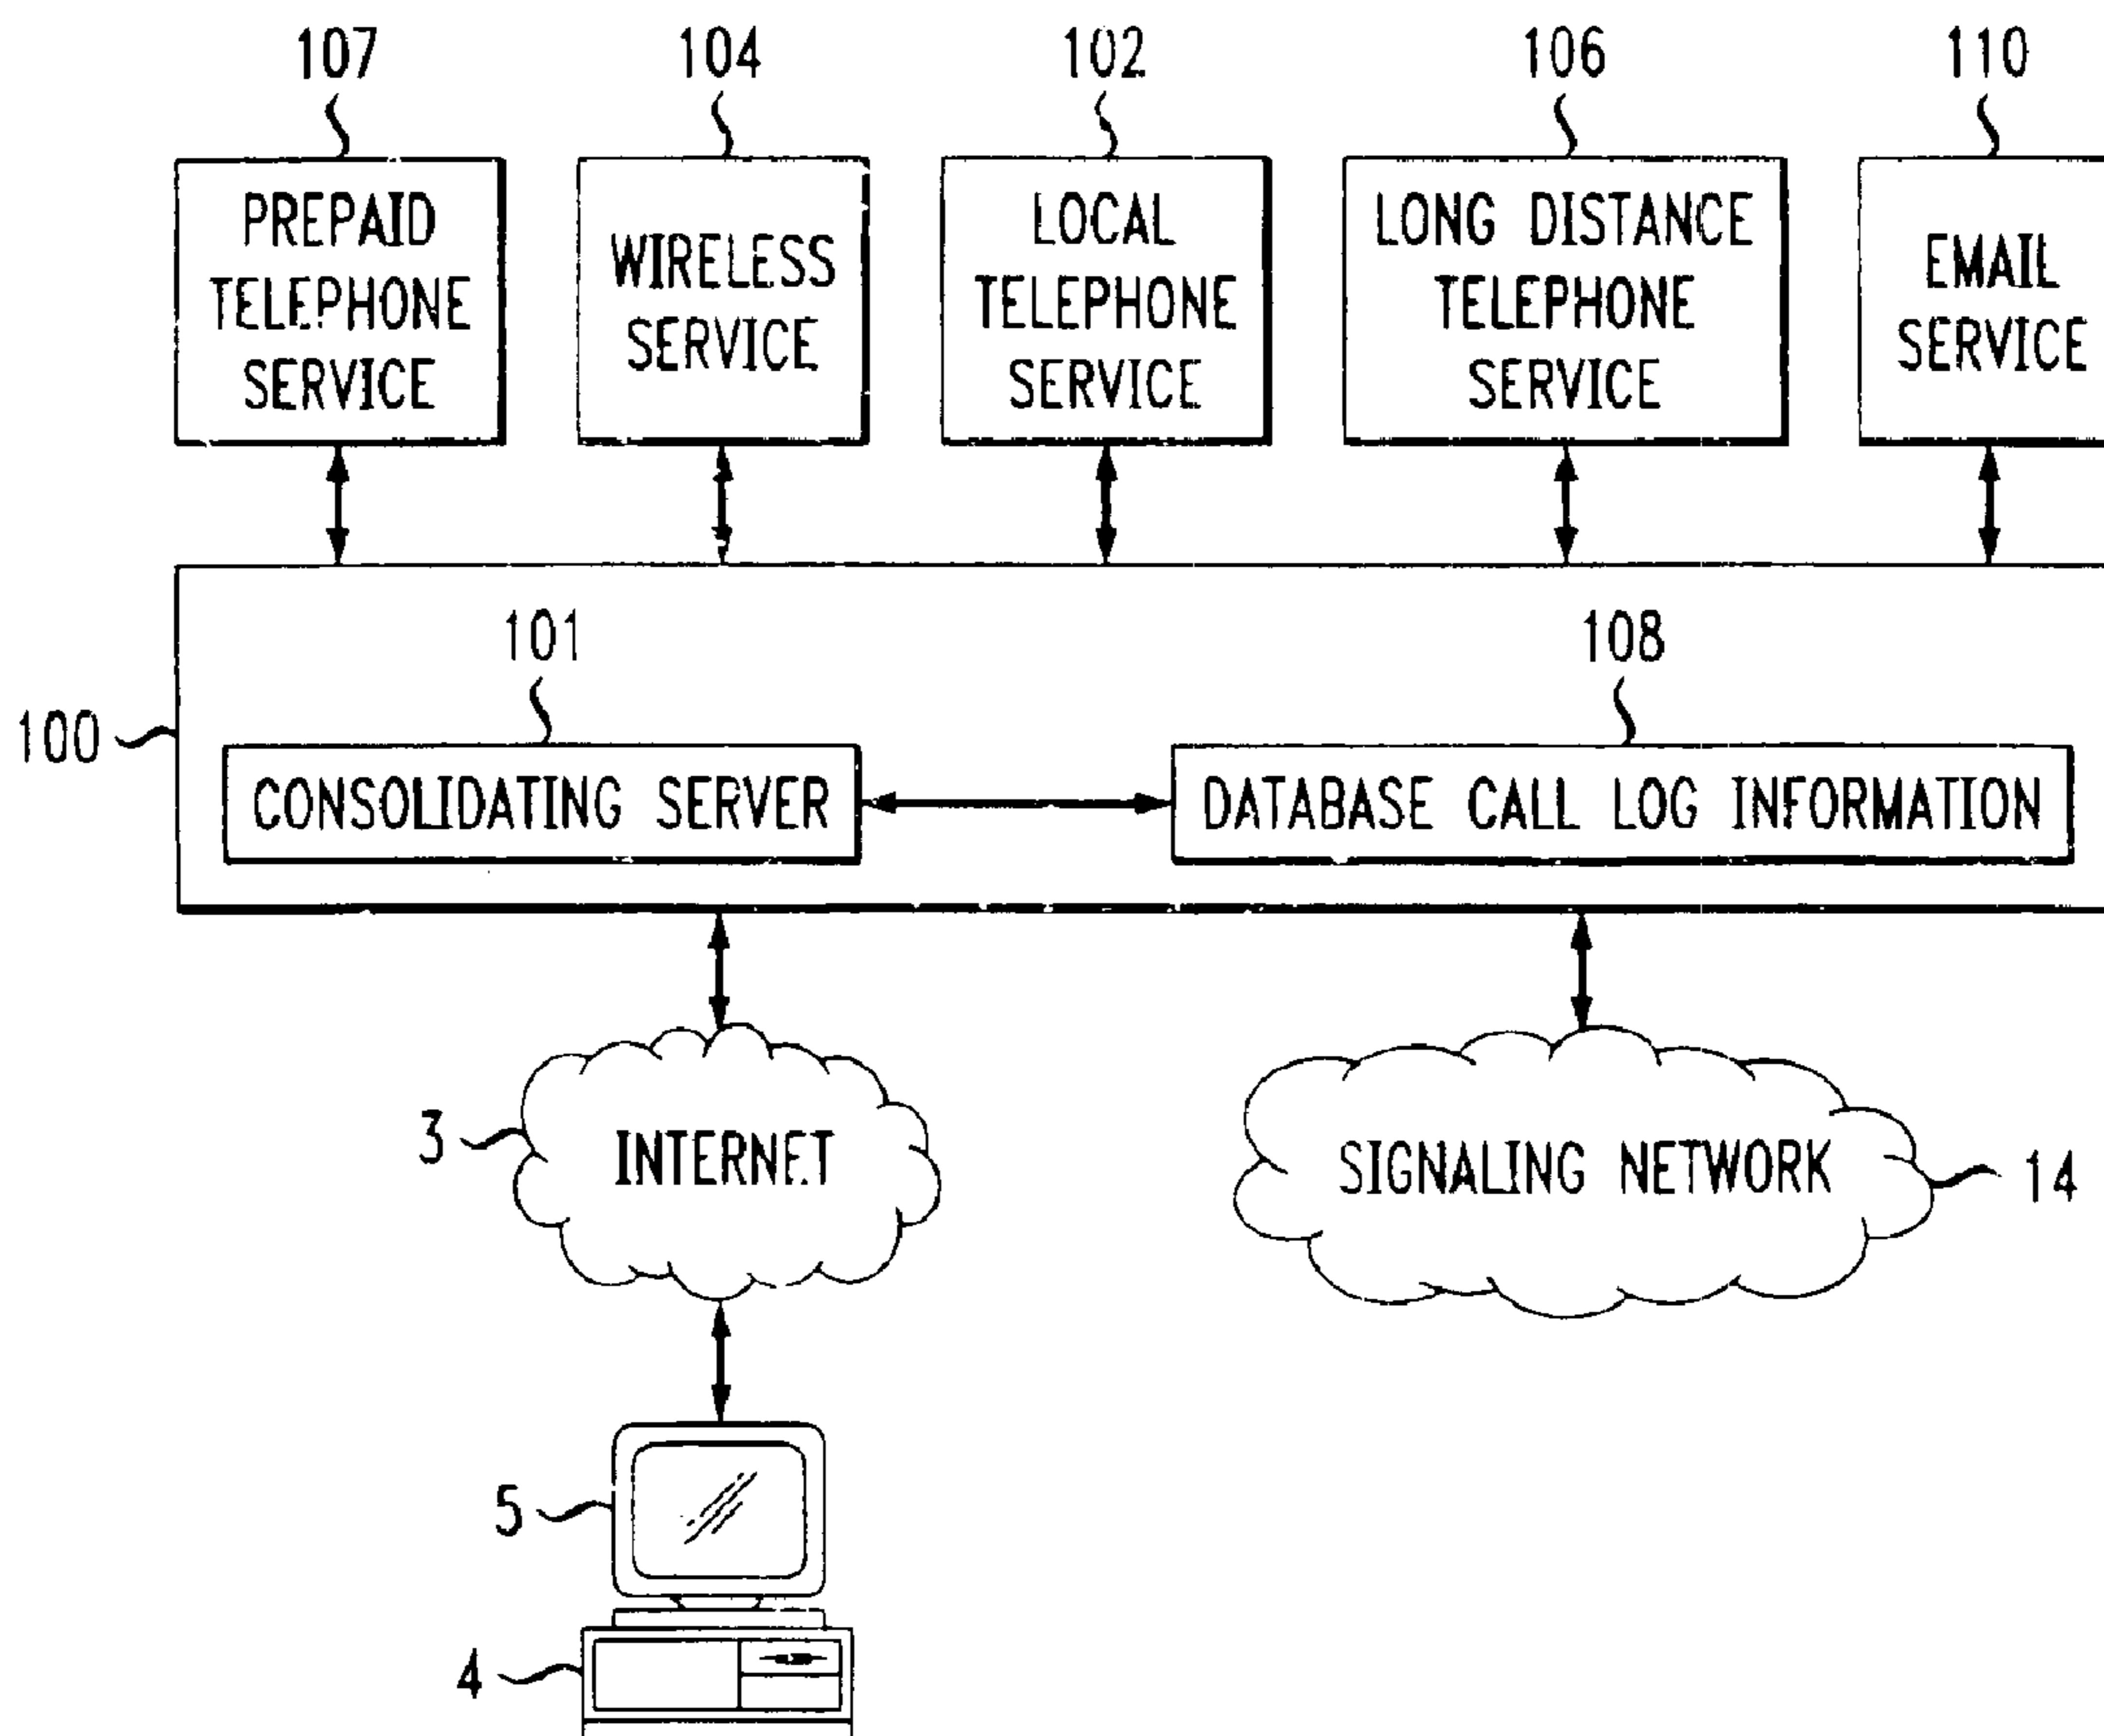 107
104
102
106
110
PREPAID
TELEPHONE
SERVICE
WIRELESS
SERVICE
LOCAL
TELEPHONE
SERVICE
LONG DISTANCE
TELEPHONE
SERVICE
EMAIL
SERVICE
101
108
100
CONSOLIDATING SERVER
DATABASE CALL LOG INFORMATION
3
INTERNET
SIGNALING NETWORK
14
5
4